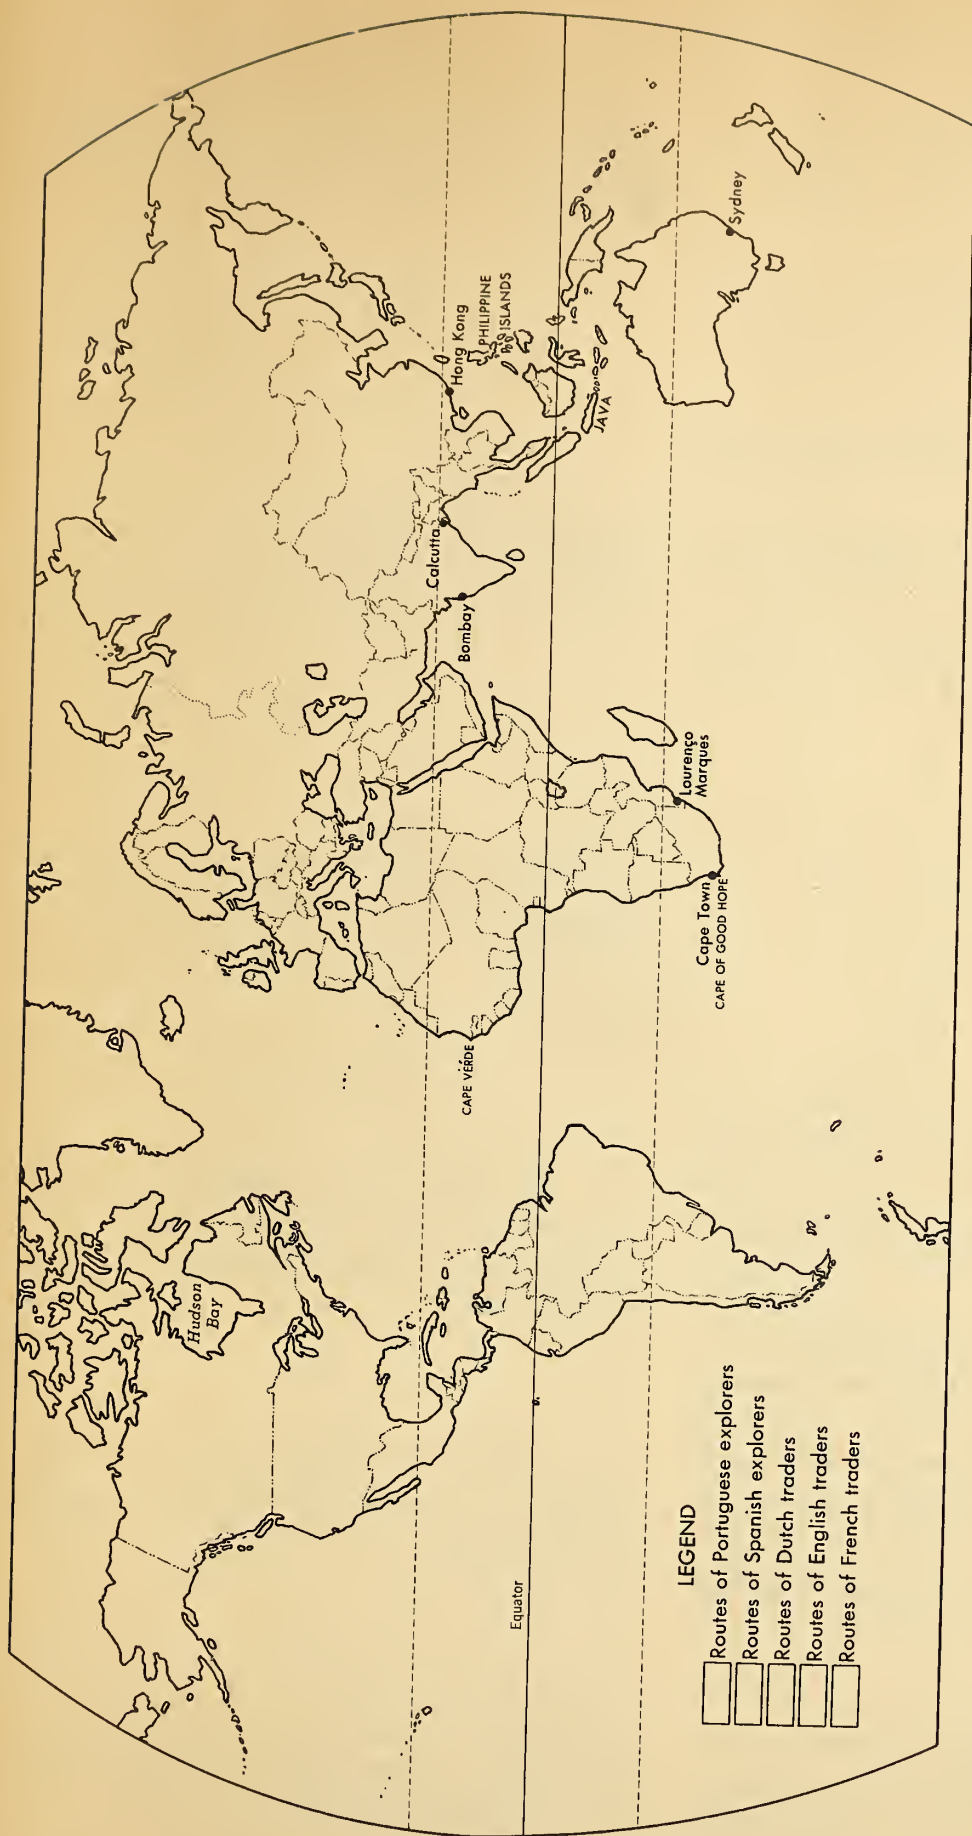 Hudson
Bay
CAPE VERDE
Calcutta
Bombay
Hong Kong
PHILIPPINE
ISLANDS
JAVA
Sydney
Lourenço
Marques
Cape Town
CAPE OF GOOD HOPE
Equator
LEGEND
Routes of Portuguese explorers
Routes of Spanish explorers
Routes of Dutch traders
Routes of English traders
Routes of French traders